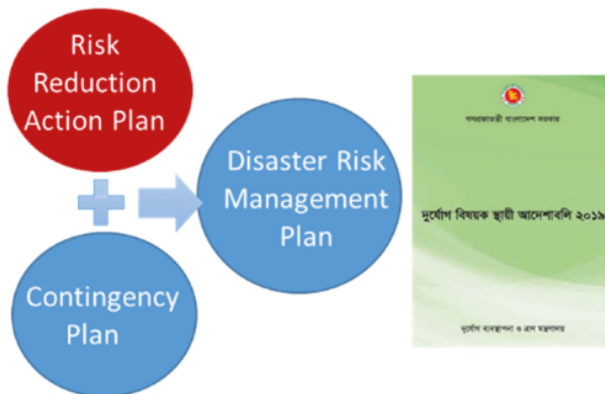 Risk
Reduction
Action Plan
Disaster Risk
Management
Plan
Contingency
Plan
গণপ্রজাতন্ত্রী বাংলাদেশ সরকার
দুর্যোগ বিষয়ক স্থায়ী আদেশাবলি ২০১৯
দুর্যোগ ব্যবস্থাপনা ও ত্রাণ মন্ত্রণালয়